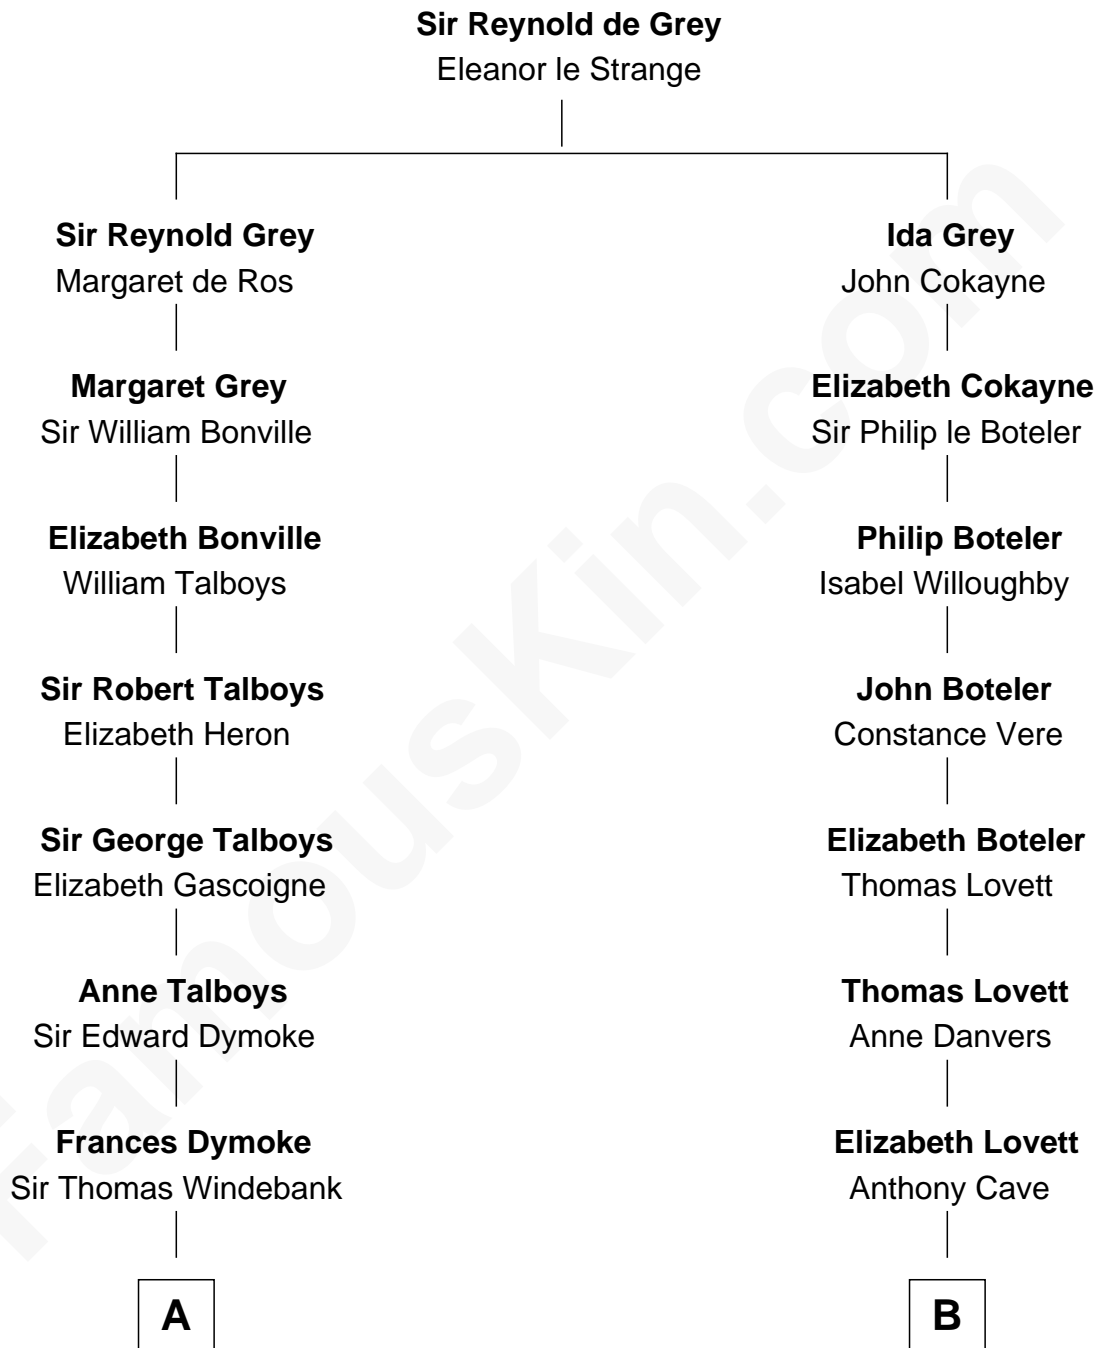 Sir Reynold de Grey
Eleanor le Strange
Sir Reynold Grey
Margaret de Ros
Ida Grey
John Cokayne
Margaret Grey
Sir William Bonville
Elizabeth Cokayne
Sir Philip le Boteler
Elizabeth Bonville
William Talboys
Philip Boteler
Isabel Willoughby
Sir Robert Talboys
Elizabeth Heron
John Boteler
Constance Vere
Sir George Talboys
Elizabeth Gascoigne
Elizabeth Boteler
Thomas Lovett
Anne Talboys
Sir Edward Dymoke
Thomas Lovett
Anne Danvers
Frances Dymoke
Sir Thomas Windebank
Elizabeth Lovett
Anthony Cave
A
B
FamousKin.com